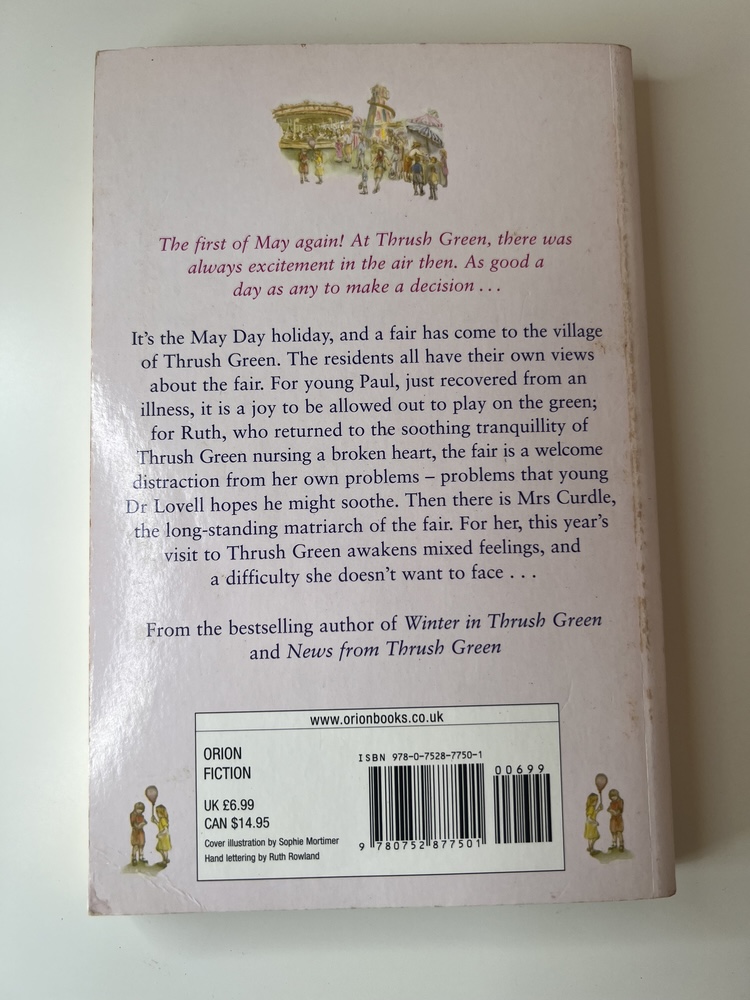 The first of May again! At Thrush Green, there was
always excitement in the air then. As good a
day as any to make a decision . . .
It's the May Day holiday, and a fair has come to the village
of Thrush Green. The residents all have their own views
about the fair. For young Paul, just recovered from an
illness, it is a joy to be allowed out to play on the green;
for Ruth, who returned to the soothing tranquillity of
Thrush Green nursing a broken heart, the fair is a welcome
distraction from her own problems – problems that young
Dr Lovell hopes he might soothe. Then there is Mrs Curdle,
the long-standing matriarch of the fair. For her, this year's
visit to Thrush Green awakens mixed feelings, and
a difficulty she doesn't want to face . . .
From the bestselling author of Winter in Thrush Green
and News from Thrush Green
www.orionbooks.co.uk
ORION
FICTION
UK £6.99
CAN $14.95
Cover illustration by Sophie Mortimer
Hand lettering by Ruth Rowland
ISBN 978-0-7528-7750-1
00699
9 780752 877501